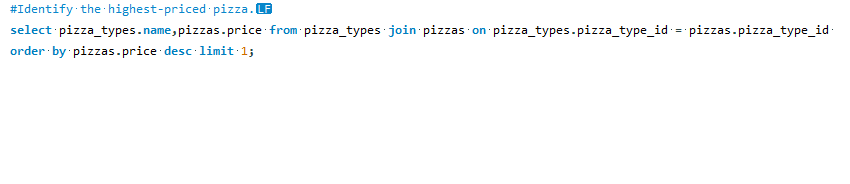 #Identify the highest-priced pizza.LF
select pizza_types.name,pizzas.price from pizza_types join pizzas on pizza_types.pizza_type_id = pizzas.pizza_type_id
order by pizzas.price desc limit 1;